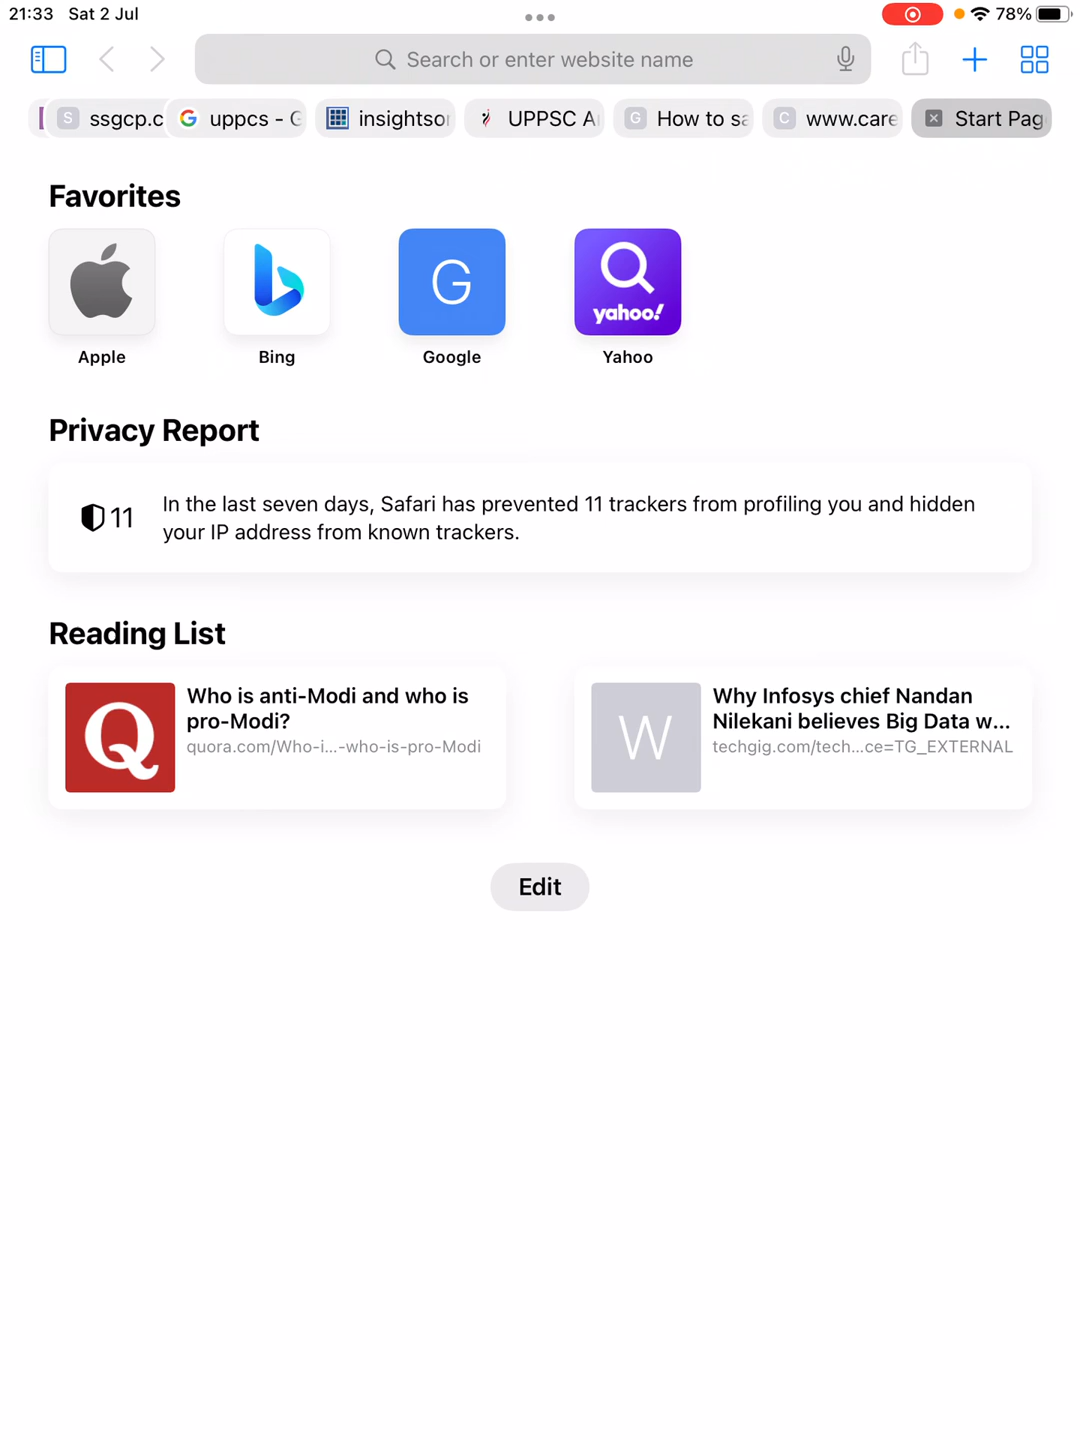 21:33 Sat 2 Jul
78%
Search or enter website name
S ssgcp.c
uppcs - G
insightsor
UPPSC A
G How to sa
C www.care
Start Pag
Favorites
G
yahoo!
Apple
Bing
Google
Yahoo
Privacy Report
11
In the last seven days, Safari has prevented 11 trackers from profiling you and hidden
your IP address from known trackers.
Reading List
Q
Who is anti-Modi and who is
pro-Modi?
quora.com/Who-i...-who-is-pro-Modi
W
Why Infosys chief Nandan
Nilekani believes Big Data w...
techgig.com/tech...ce=TG_EXTERNAL
Edit